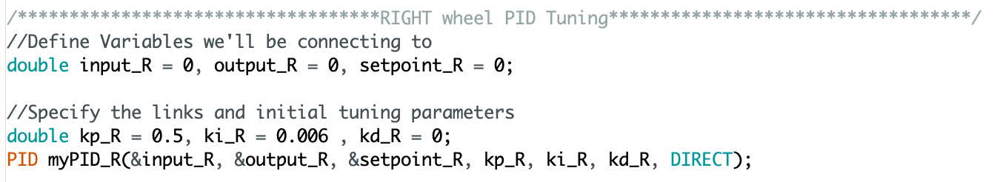 /***********************************RIGHT wheel PID Tuning***********************************/
//Define Variables we'll be connecting to
double input_R = 0, output_R = 0, setpoint_R = 0;
//Specify the links and initial tuning parameters
double kp_R = 0.5, ki_R = 0.006 , kd_R = 0;
PID myPID_R(&input_R, &output_R, &setpoint_R, kp_R, ki_R, kd_R, DIRECT);